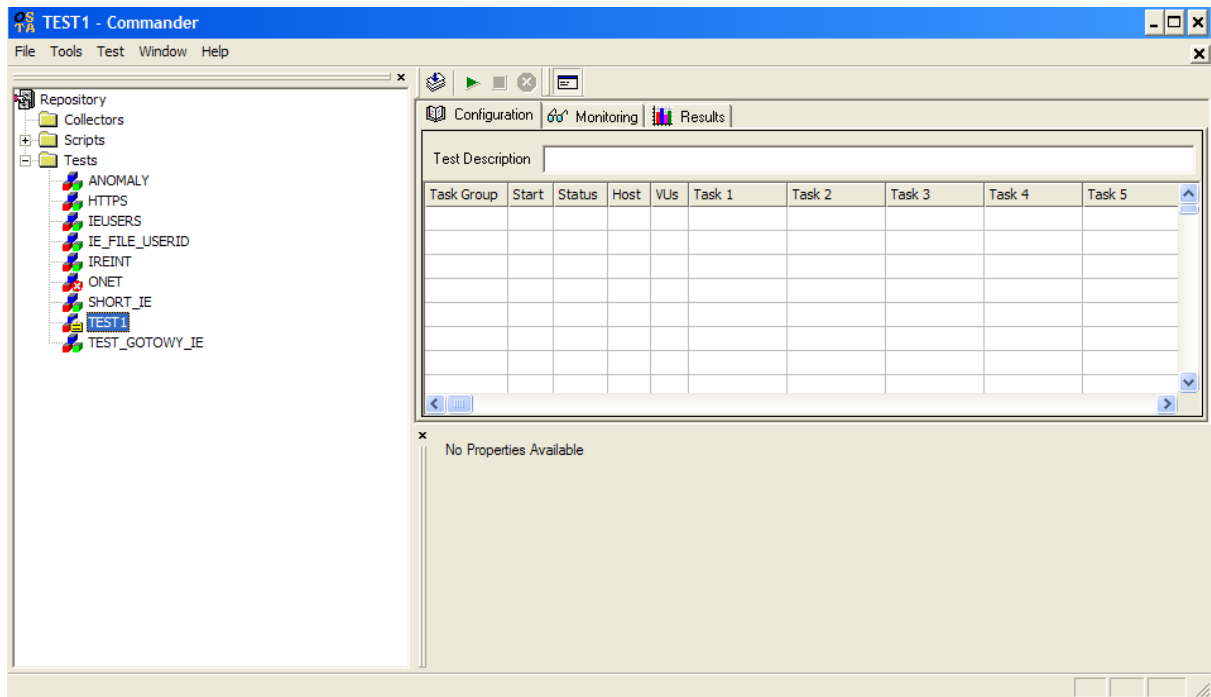 OSTA TEST1 - Commander
File Tools Test Window Help
Repository
Collectors
Scripts
Tests
ANOMALY
HTTPS
IEUSERS
IE_FILE_USERID
IREINT
ONET
SHORT_IE
TEST1
TEST_GOTOWY_IE
Configuration Monitoring Results
Test Description
Task Group Start Status Host VUs Task 1 Task 2 Task 3 Task 4 Task 5
No Properties Available